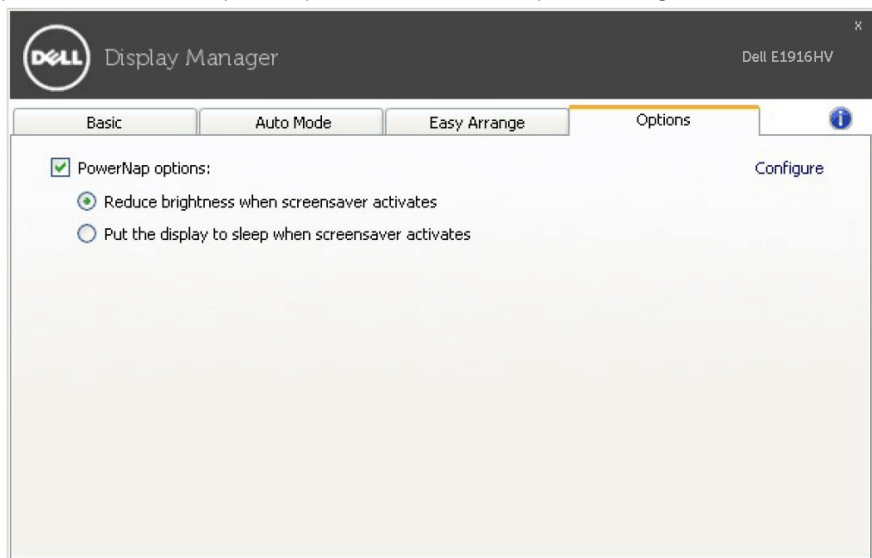 DELL
Display Manager
x
Dell E1916HV
Basic
Auto Mode
Easy Arrange
Options
PowerNap options:
Configure
Reduce brightness when screensaver activates
Put the display to sleep when screensaver activates